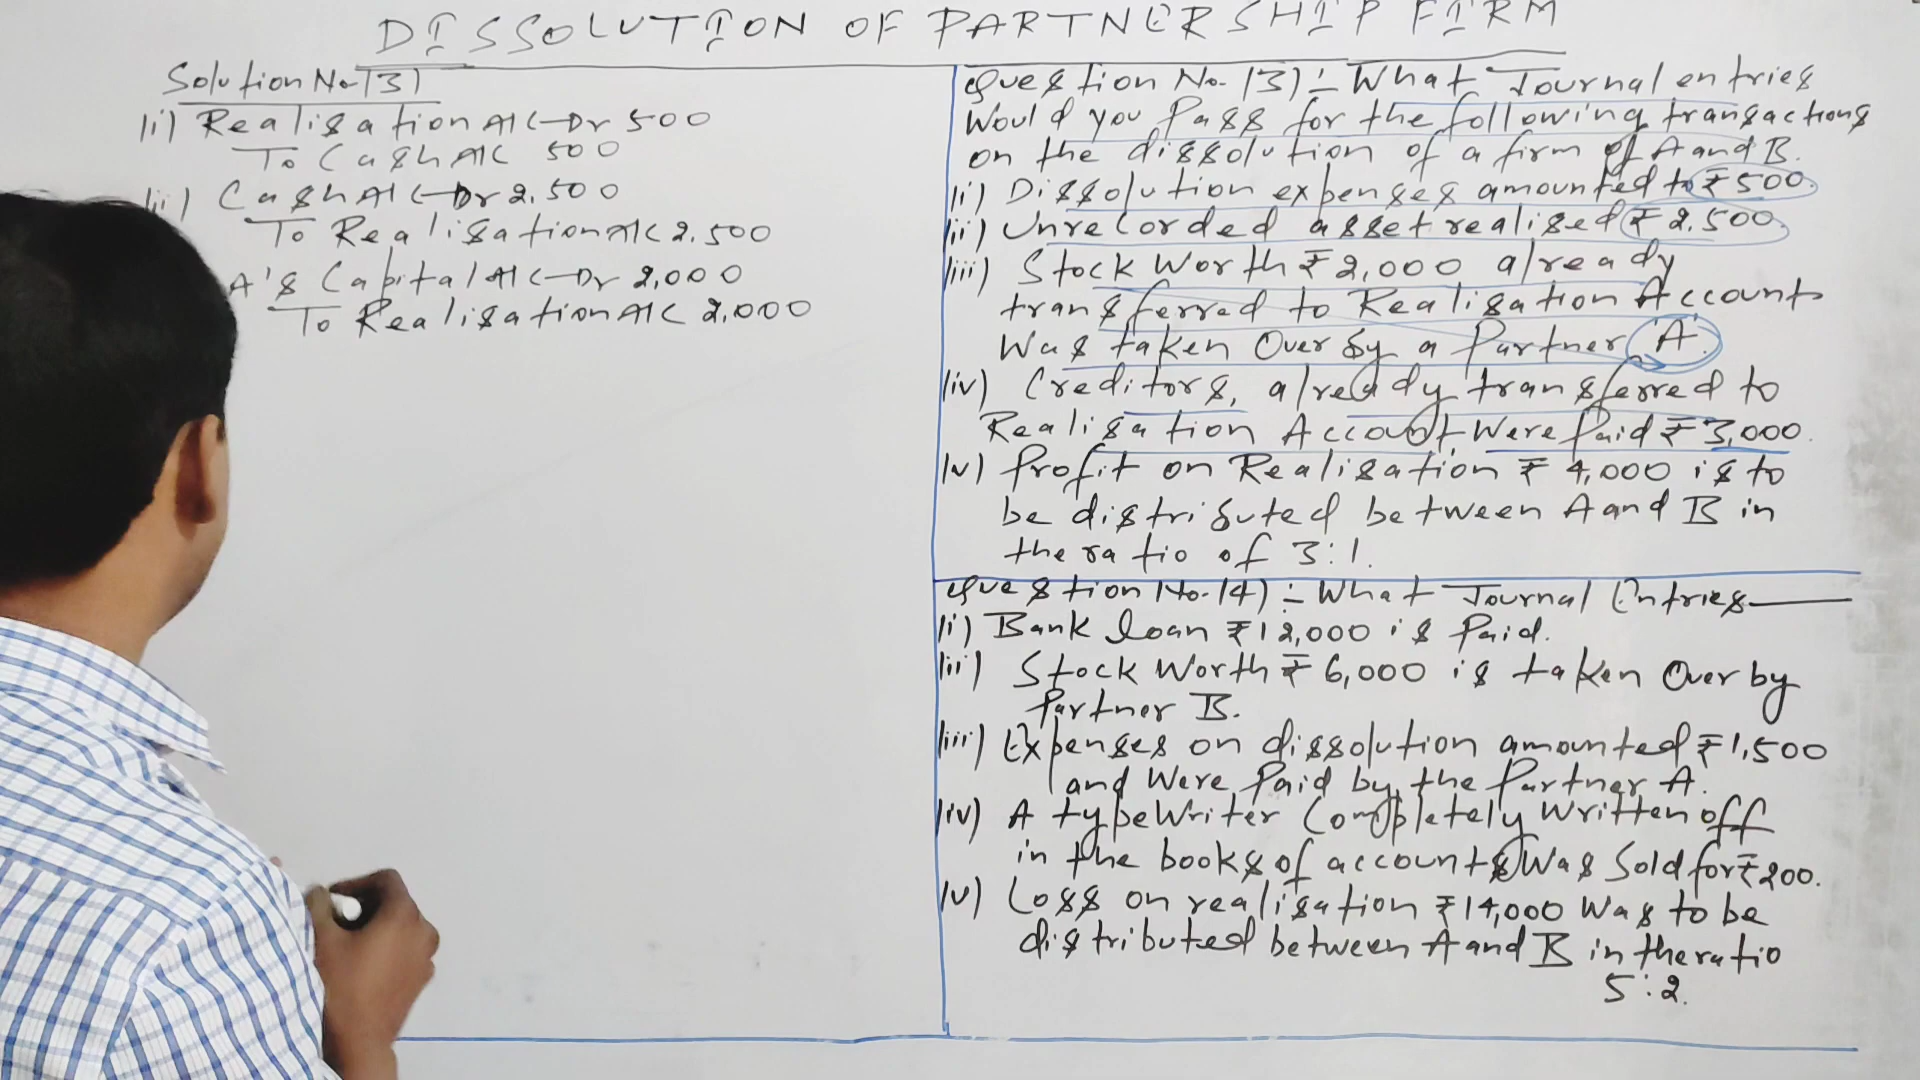 DISSOLUTION OF PARTNERSHIP FIRM
Solution No-(3)
(i) Realisation A/C-Dr 500
To Cash A/C 500
(ii) Cash A/C-Dr 2,500
To Realisation A/C 2,500
A's Capital A/C-Dr 2,000
To Realisation A/C 2,000
Question No. (3):- What Journal entries
Would you Pass for the following transactions
on the dissolution of a firm of A and B.
(i) Dissolution expenses amounted to ₹500.
(ii) Unrecorded asset realised ₹2,500.
(iii) Stock Worth ₹2,000 already
transferred to Realisation Account
Was taken Over by a Partner 'A'.
(iv) Creditors, already transferred to
Realisation Account Were Paid ₹3,000.
(v) Profit on Realisation ₹4,000 is to
be distributed between A and B in
the ratio of 3:1.
Question No.(4):- What Journal Entries
(i) Bank loan ₹12,000 is Paid.
(ii) Stock Worth ₹6,000 is taken Over by
Partner B.
(iii) Expenses on dissolution amounted ₹1,500
and Were Paid by the Partner A.
(iv) A typeWriter Completely Written off
in the books of accounts Was Sold for ₹200.
(v) Loss on realisation ₹14,000 Was to be
distributed between A and B in the ratio
5:2.